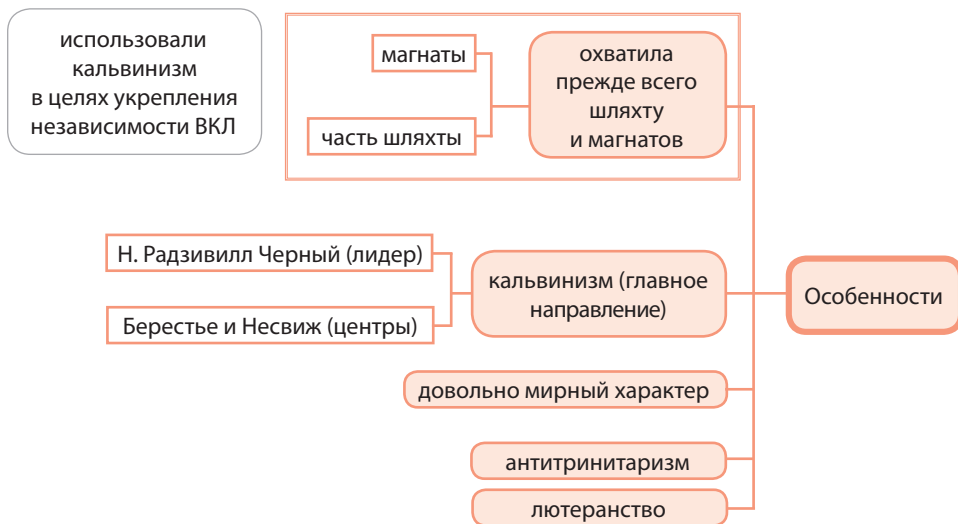 использовали
кальвинизм
в целях укрепления
независимости ВКЛ
магнаты
часть шляхты
охватила
прежде всего
шляхту
и магнатов
Н. Радзивилл Черный (лидер)
Берестье и Несвиж (центры)
кальвинизм (главное
направление)
Особенности
довольно мирный характер
антитринитаризм
лютеранство